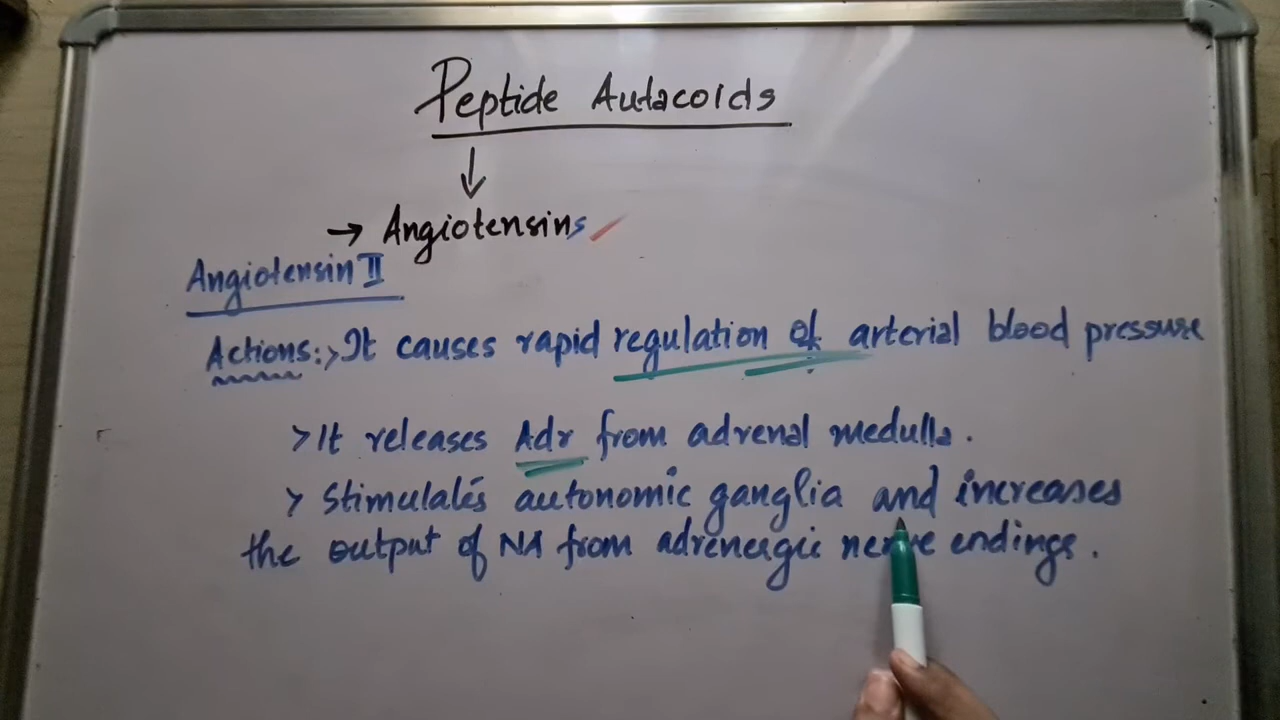 Peptide Autacoids
↓
→ Angiotensins
Angiotensin II
Actions:> It causes rapid regulation of arterial blood pressure
> It releases Adr from adrenal medulla.
> Stimulates autonomic ganglia and increases
the output of NA from adrenergic nerve endings.